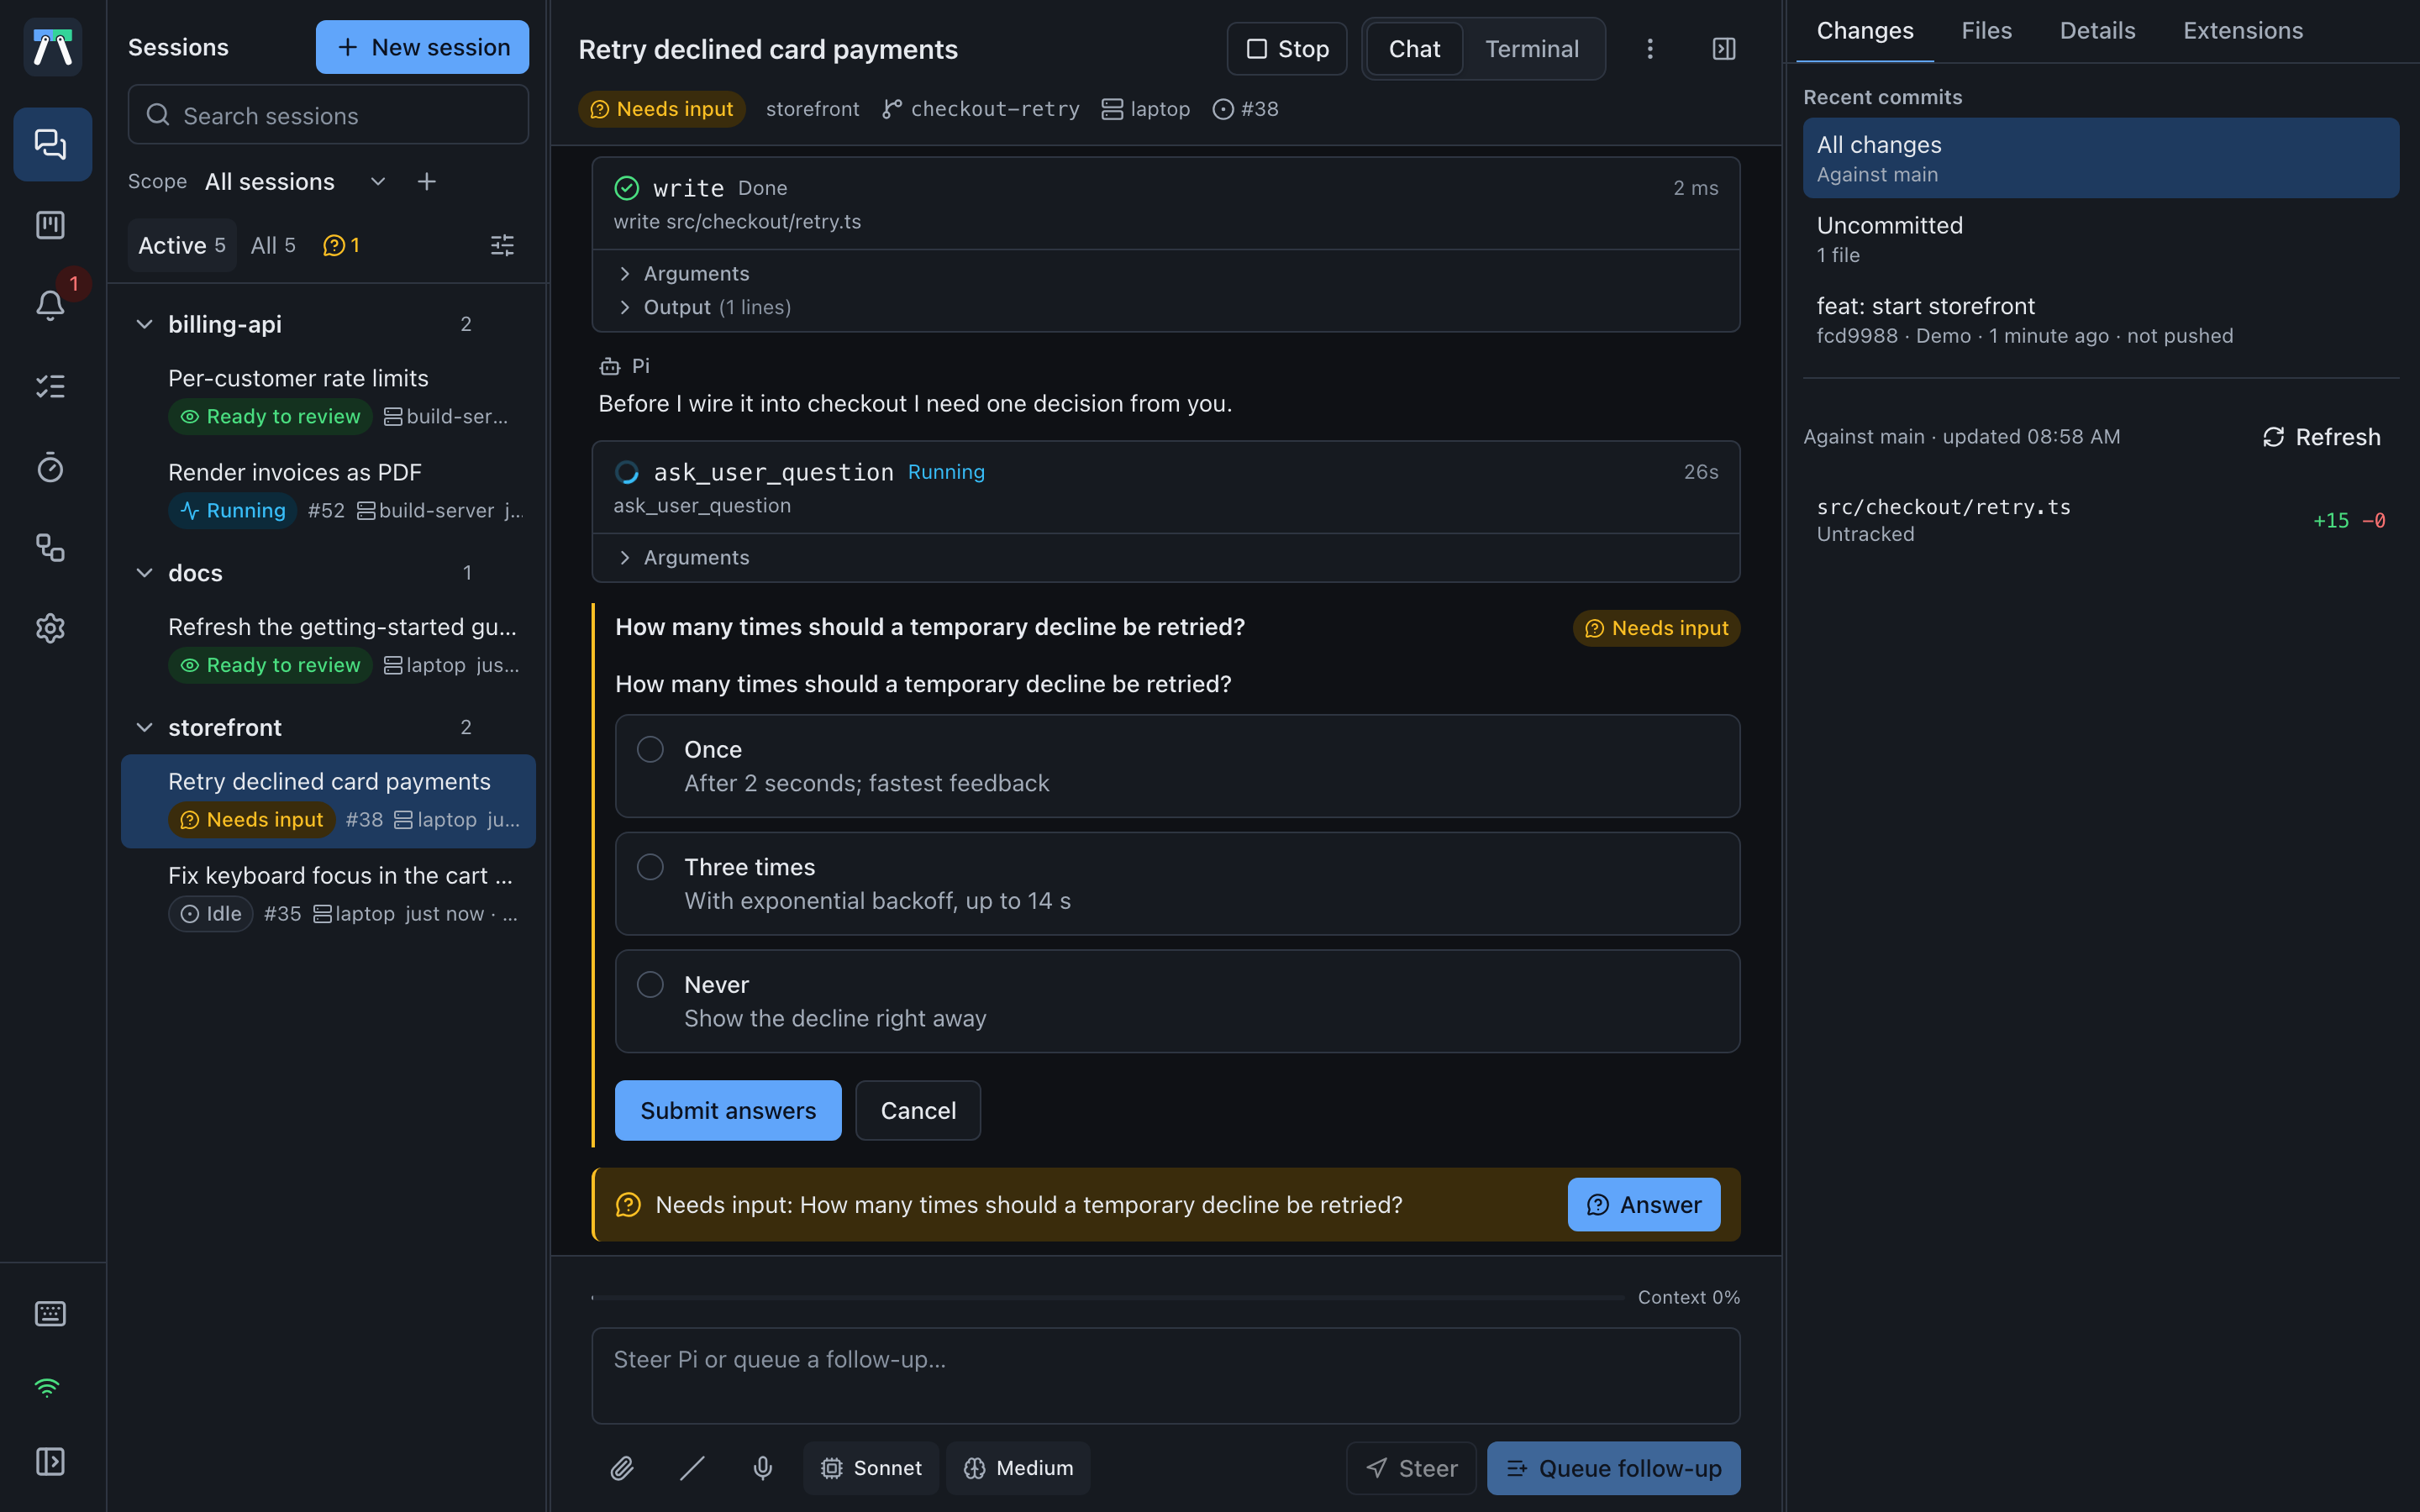 Sessions
New session
Search sessions
Scope All sessions
Active 5 All 5 1
1
billing-api 2
Per-customer rate limits
Ready to review build-ser...
Render invoices as PDF
Running #52 build-server j...
docs 1
Refresh the getting-started gu...
Ready to review laptop jus...
storefront 2
Retry declined card payments
Needs input #38 laptop ju...
Fix keyboard focus in the cart ...
Idle #35 laptop just now · ...
Retry declined card payments
Stop Chat Terminal
Needs input storefront checkout-retry laptop #38
write Done 2 ms
write src/checkout/retry.ts
Arguments
Output (1 lines)
Pi
Before I wire it into checkout I need one decision from you.
ask_user_question Running 26s
ask_user_question
Arguments
How many times should a temporary decline be retried? Needs input
How many times should a temporary decline be retried?
Once
After 2 seconds; fastest feedback
Three times
With exponential backoff, up to 14 s
Never
Show the decline right away
Submit answers Cancel
Needs input: How many times should a temporary decline be retried? Answer
Context 0%
Steer Pi or queue a follow-up...
Sonnet Medium Steer Queue follow-up
Changes Files Details Extensions
Recent commits
All changes
Against main
Uncommitted
1 file
feat: start storefront
fcd9988 · Demo · 1 minute ago · not pushed
Against main · updated 08:58 AM Refresh
src/checkout/retry.ts
Untracked
+15 −0